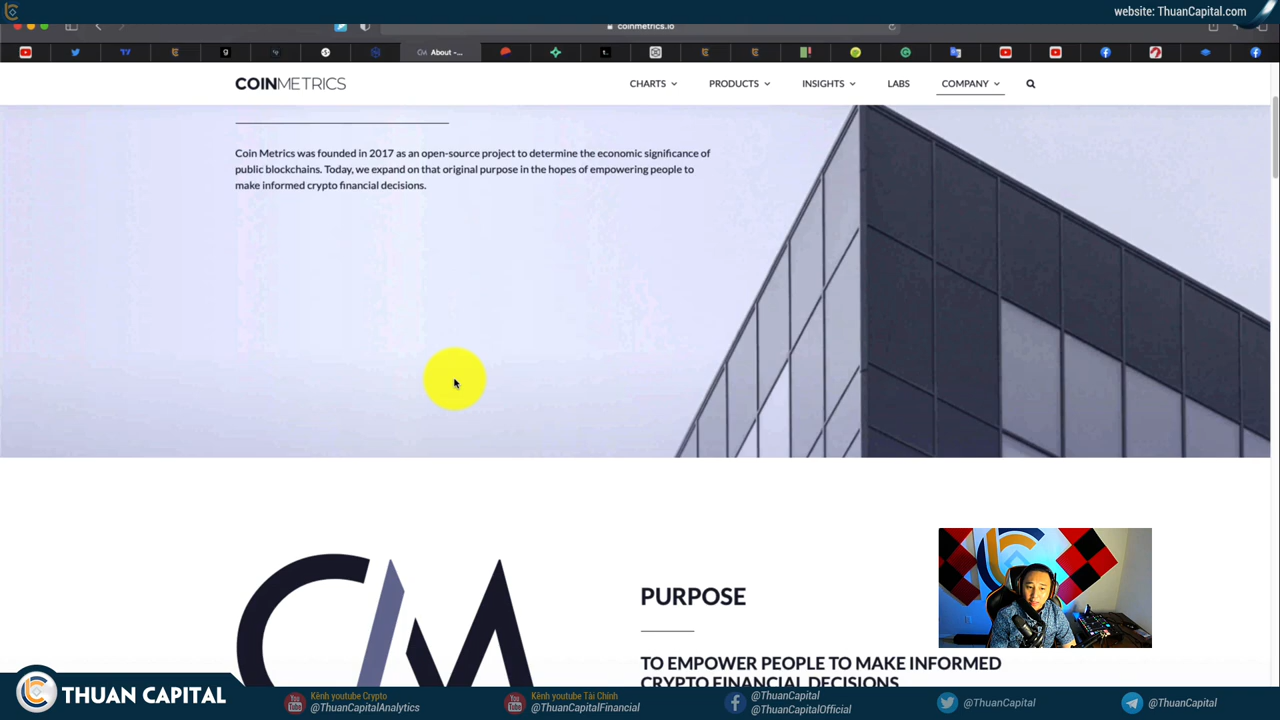 website: ThuanCapital.com
coinmetrics.io
CM About -...
COINMETRICS
CHARTS
PRODUCTS
INSIGHTS
LABS
COMPANY
Coin Metrics was founded in 2017 as an open-source project to determine the economic significance of
public blockchains. Today, we expand on that original purpose in the hopes of empowering people to
make informed crypto financial decisions.
CM
PURPOSE
TO EMPOWER PEOPLE TO MAKE INFORMED
CRYPTO FINANCIAL DECISIONS
THUAN CAPITAL
Kênh youtube Crypto
@ThuanCapitalAnalytics
Kênh youtube Tài Chính
@ThuanCapitalFinancial
@ThuanCapital
@ThuanCapitalOfficial
@ThuanCapital
@ThuanCapital